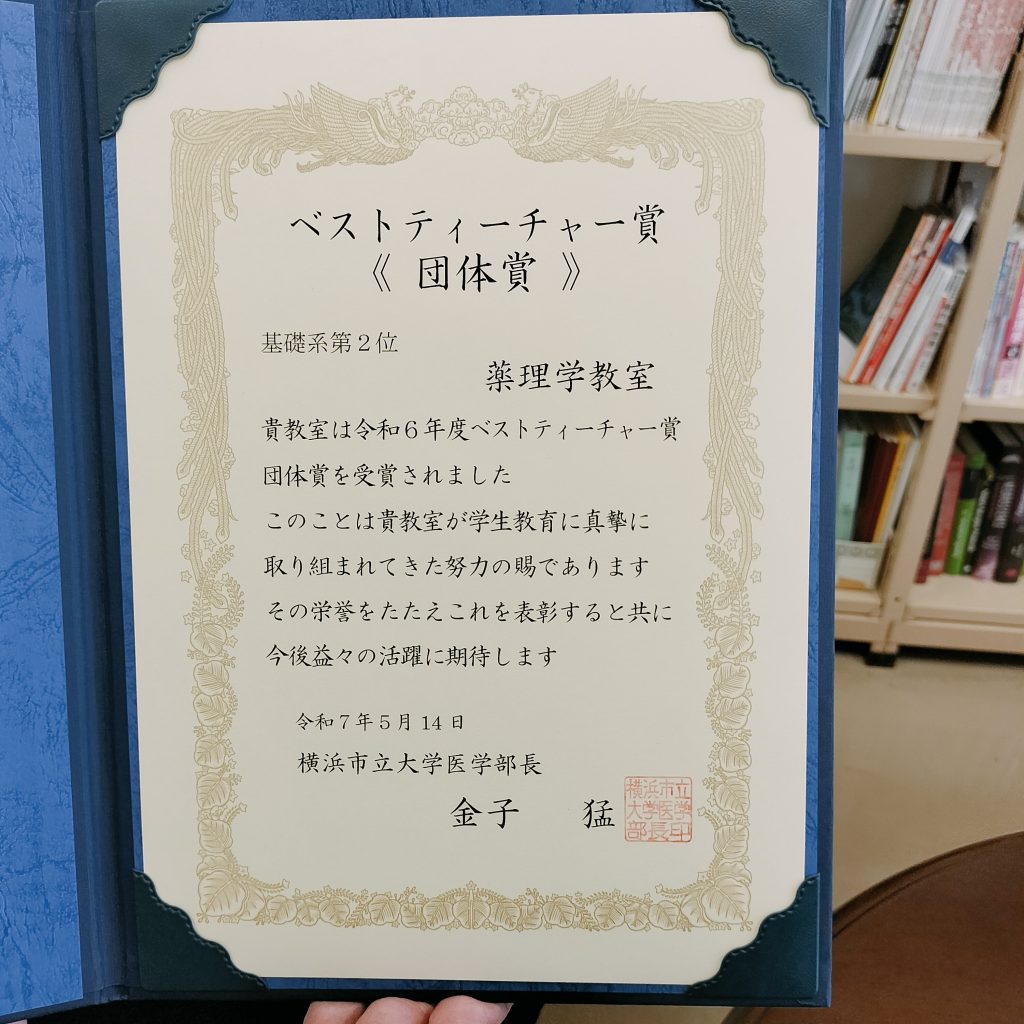 ベストティーチャー賞
《 団体賞 》
基礎系第２位
薬理学教室
貴教室は令和６年度ベストティーチャー賞
団体賞を受賞されました
このことは貴教室が学生教育に真摯に
取り組まれてきた努力の賜であります
その栄誉をたたえこれを表彰すると共に
今後益々の活躍に期待します
令和７年５月 14 日
横浜市立大学医学部長
金子　　猛
横浜市立
大学医学
部長印